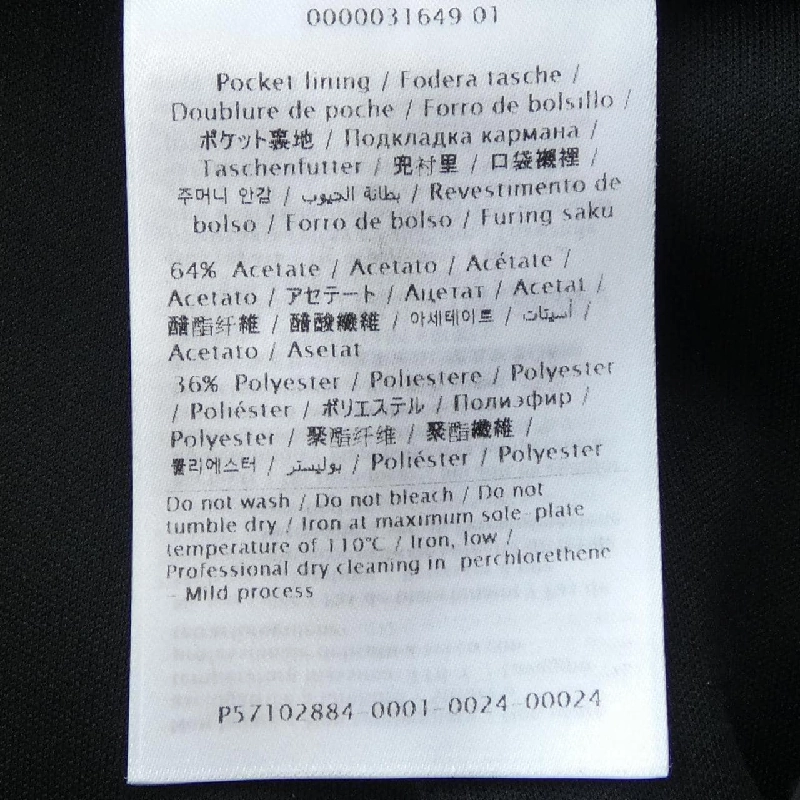 0000031649 01
Pocket lining / Fodera tasche /
Doublure de poche / Forro de bolsillo /
ポケット裏地 / Подкладка кармана /
Taschenfutter / 兜衬里 / 口袋襯裡 /
주머니 안감 / بطانة الجيوب / Revestimento de
bolso / Forro de bolso / Furing saku
64% Acetate / Acetato / Acétate /
Acetato / アセテート / Ацетат / Acetat /
醋酯纤維 / 醋酸纖維 / 아세테이트 / أسيتات /
Acetato / Asetat
36% Polyester / Poliestere / Polyester
/ Poliéster / ポリエステル / Полиэфир /
Polyester / 聚酯纤维 / 聚酯纖維 /
폴리에스터 / بوليستر / Poliéster / Polyester
Do not wash / Do not bleach / Do not
tumble dry / Iron at maximum sole-plate
temperature of 110°C / Iron, low /
Professional dry cleaning in perchlorethene
- Mild process
P57102884-0001-0024-00024